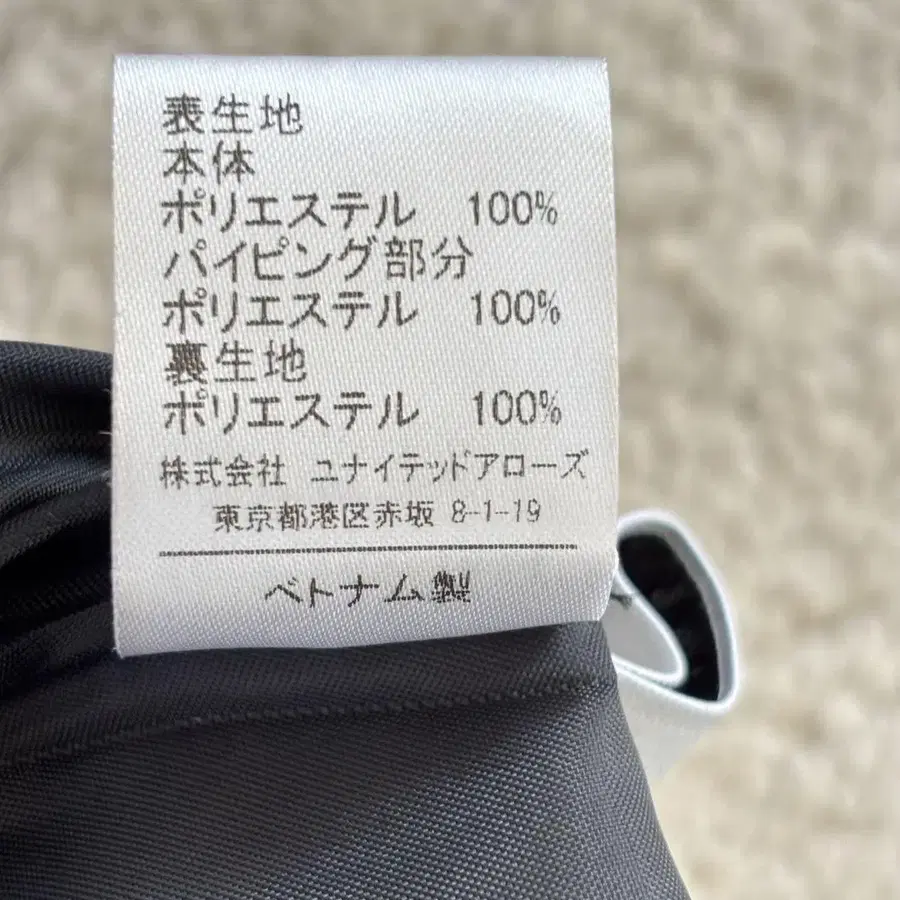 表生地
本体
ポリエステル 100%
パイピング部分
ポリエステル 100%
裏生地
ポリエステル 100%
株式会社 ユナイテッドアローズ
東京都港区赤坂 8-1-19
ベトナム製